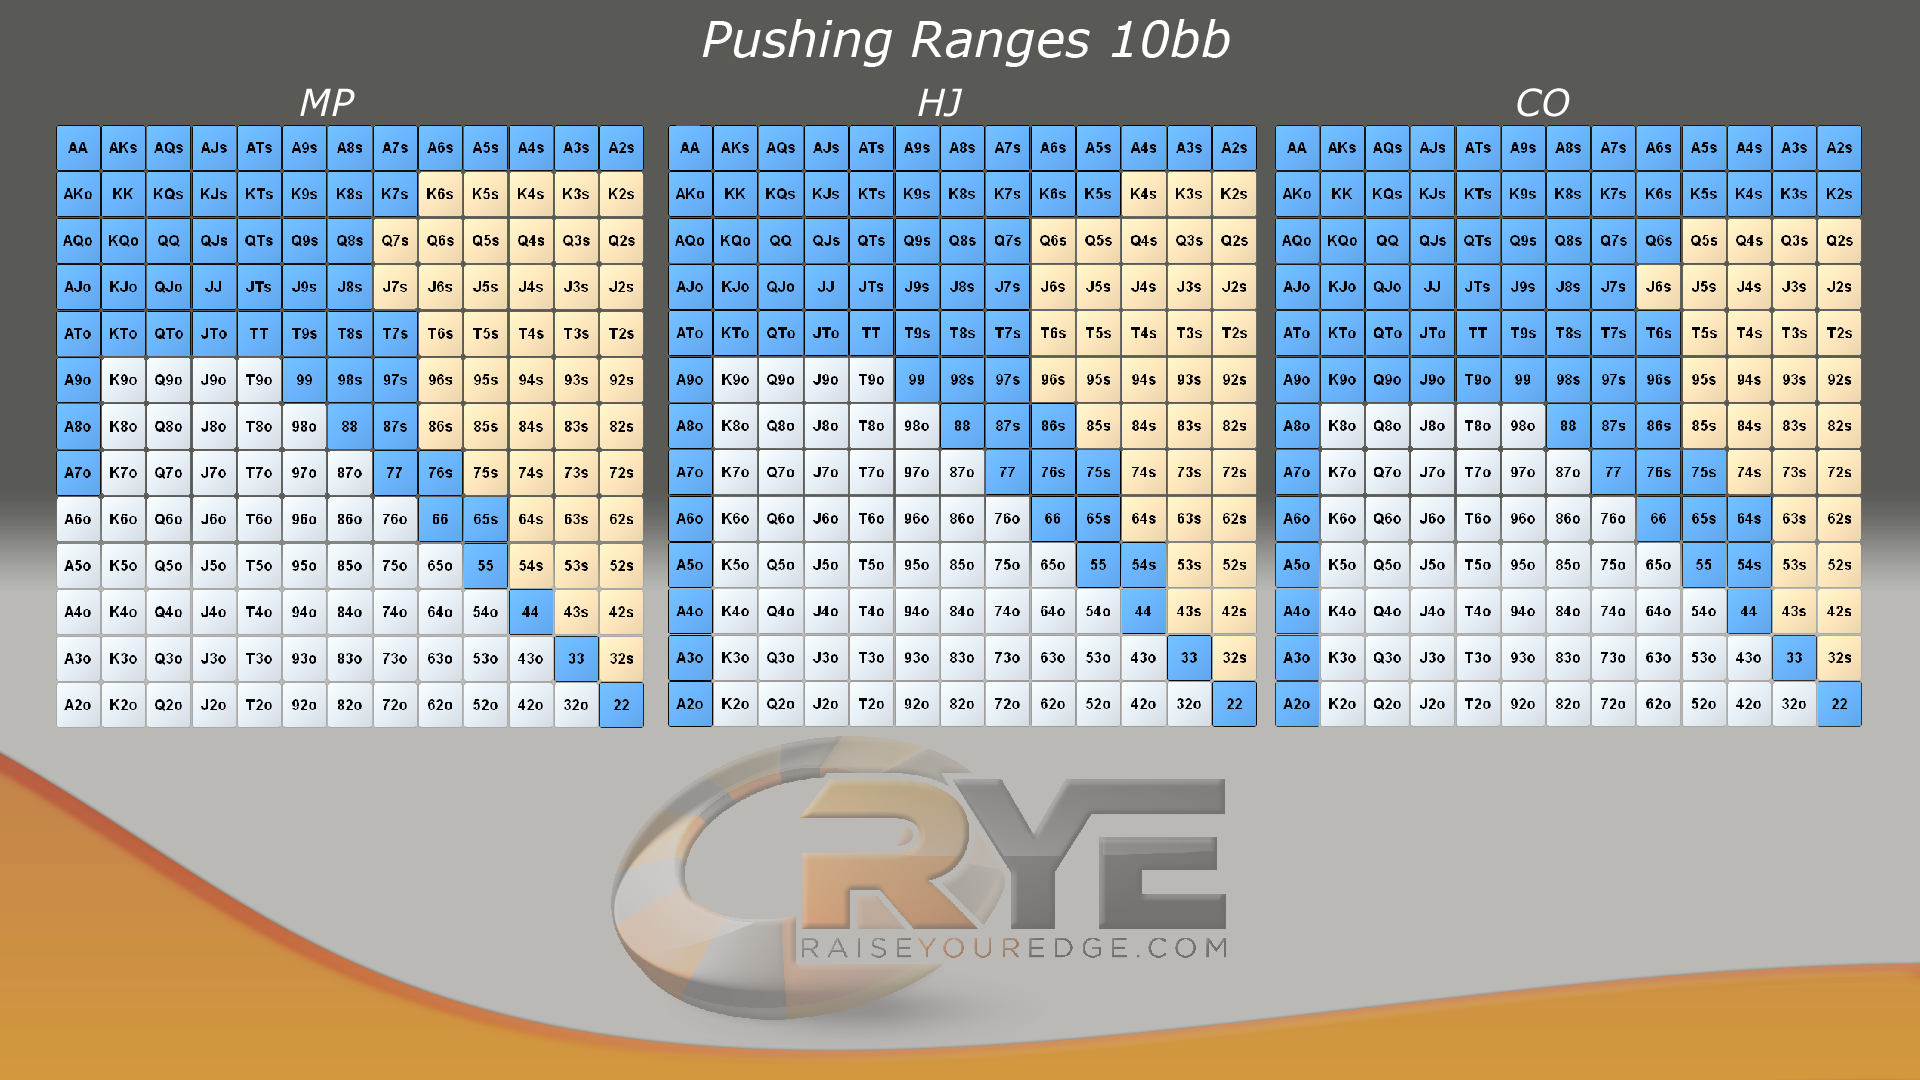 Pushing Ranges 10bb
MP
HJ
CO
AA AKs AQs AJs ATs A9s A8s A7s A6s A5s A4s A3s A2s
AKo KK KQs KJs KTs K9s K8s K7s K6s K5s K4s K3s K2s
AQo KQo QQ QJs QTs Q9s Q8s Q7s Q6s Q5s Q4s Q3s Q2s
AJo KJo QJo JJ JTs J9s J8s J7s J6s J5s J4s J3s J2s
ATo KTo QTo JTo TT T9s T8s T7s T6s T5s T4s T3s T2s
A9o K9o Q9o J9o T9o 99 98s 97s 96s 95s 94s 93s 92s
A8o K8o Q8o J8o T8o 98o 88 87s 86s 85s 84s 83s 82s
A7o K7o Q7o J7o T7o 97o 87o 77 76s 75s 74s 73s 72s
A6o K6o Q6o J6o T6o 96o 86o 76o 66 65s 64s 63s 62s
A5o K5o Q5o J5o T5o 95o 85o 75o 65o 55 54s 53s 52s
A4o K4o Q4o J4o T4o 94o 84o 74o 64o 54o 44 43s 42s
A3o K3o Q3o J3o T3o 93o 83o 73o 63o 53o 43o 33 32s
A2o K2o Q2o J2o T2o 92o 82o 72o 62o 52o 42o 32o 22
AA AKs AQs AJs ATs A9s A8s A7s A6s A5s A4s A3s A2s
AKo KK KQs KJs KTs K9s K8s K7s K6s K5s K4s K3s K2s
AQo KQo QQ QJs QTs Q9s Q8s Q7s Q6s Q5s Q4s Q3s Q2s
AJo KJo QJo JJ JTs J9s J8s J7s J6s J5s J4s J3s J2s
ATo KTo QTo JTo TT T9s T8s T7s T6s T5s T4s T3s T2s
A9o K9o Q9o J9o T9o 99 98s 97s 96s 95s 94s 93s 92s
A8o K8o Q8o J8o T8o 98o 88 87s 86s 85s 84s 83s 82s
A7o K7o Q7o J7o T7o 97o 87o 77 76s 75s 74s 73s 72s
A6o K6o Q6o J6o T6o 96o 86o 76o 66 65s 64s 63s 62s
A5o K5o Q5o J5o T5o 95o 85o 75o 65o 55 54s 53s 52s
A4o K4o Q4o J4o T4o 94o 84o 74o 64o 54o 44 43s 42s
A3o K3o Q3o J3o T3o 93o 83o 73o 63o 53o 43o 33 32s
A2o K2o Q2o J2o T2o 92o 82o 72o 62o 52o 42o 32o 22
AA AKs AQs AJs ATs A9s A8s A7s A6s A5s A4s A3s A2s
AKo KK KQs KJs KTs K9s K8s K7s K6s K5s K4s K3s K2s
AQo KQo QQ QJs QTs Q9s Q8s Q7s Q6s Q5s Q4s Q3s Q2s
AJo KJo QJo JJ JTs J9s J8s J7s J6s J5s J4s J3s J2s
ATo KTo QTo JTo TT T9s T8s T7s T6s T5s T4s T3s T2s
A9o K9o Q9o J9o T9o 99 98s 97s 96s 95s 94s 93s 92s
A8o K8o Q8o J8o T8o 98o 88 87s 86s 85s 84s 83s 82s
A7o K7o Q7o J7o T7o 97o 87o 77 76s 75s 74s 73s 72s
A6o K6o Q6o J6o T6o 96o 86o 76o 66 65s 64s 63s 62s
A5o K5o Q5o J5o T5o 95o 85o 75o 65o 55 54s 53s 52s
A4o K4o Q4o J4o T4o 94o 84o 74o 64o 54o 44 43s 42s
A3o K3o Q3o J3o T3o 93o 83o 73o 63o 53o 43o 33 32s
A2o K2o Q2o J2o T2o 92o 82o 72o 62o 52o 42o 32o 22
RYE
RAISEYOUREDGE.COM